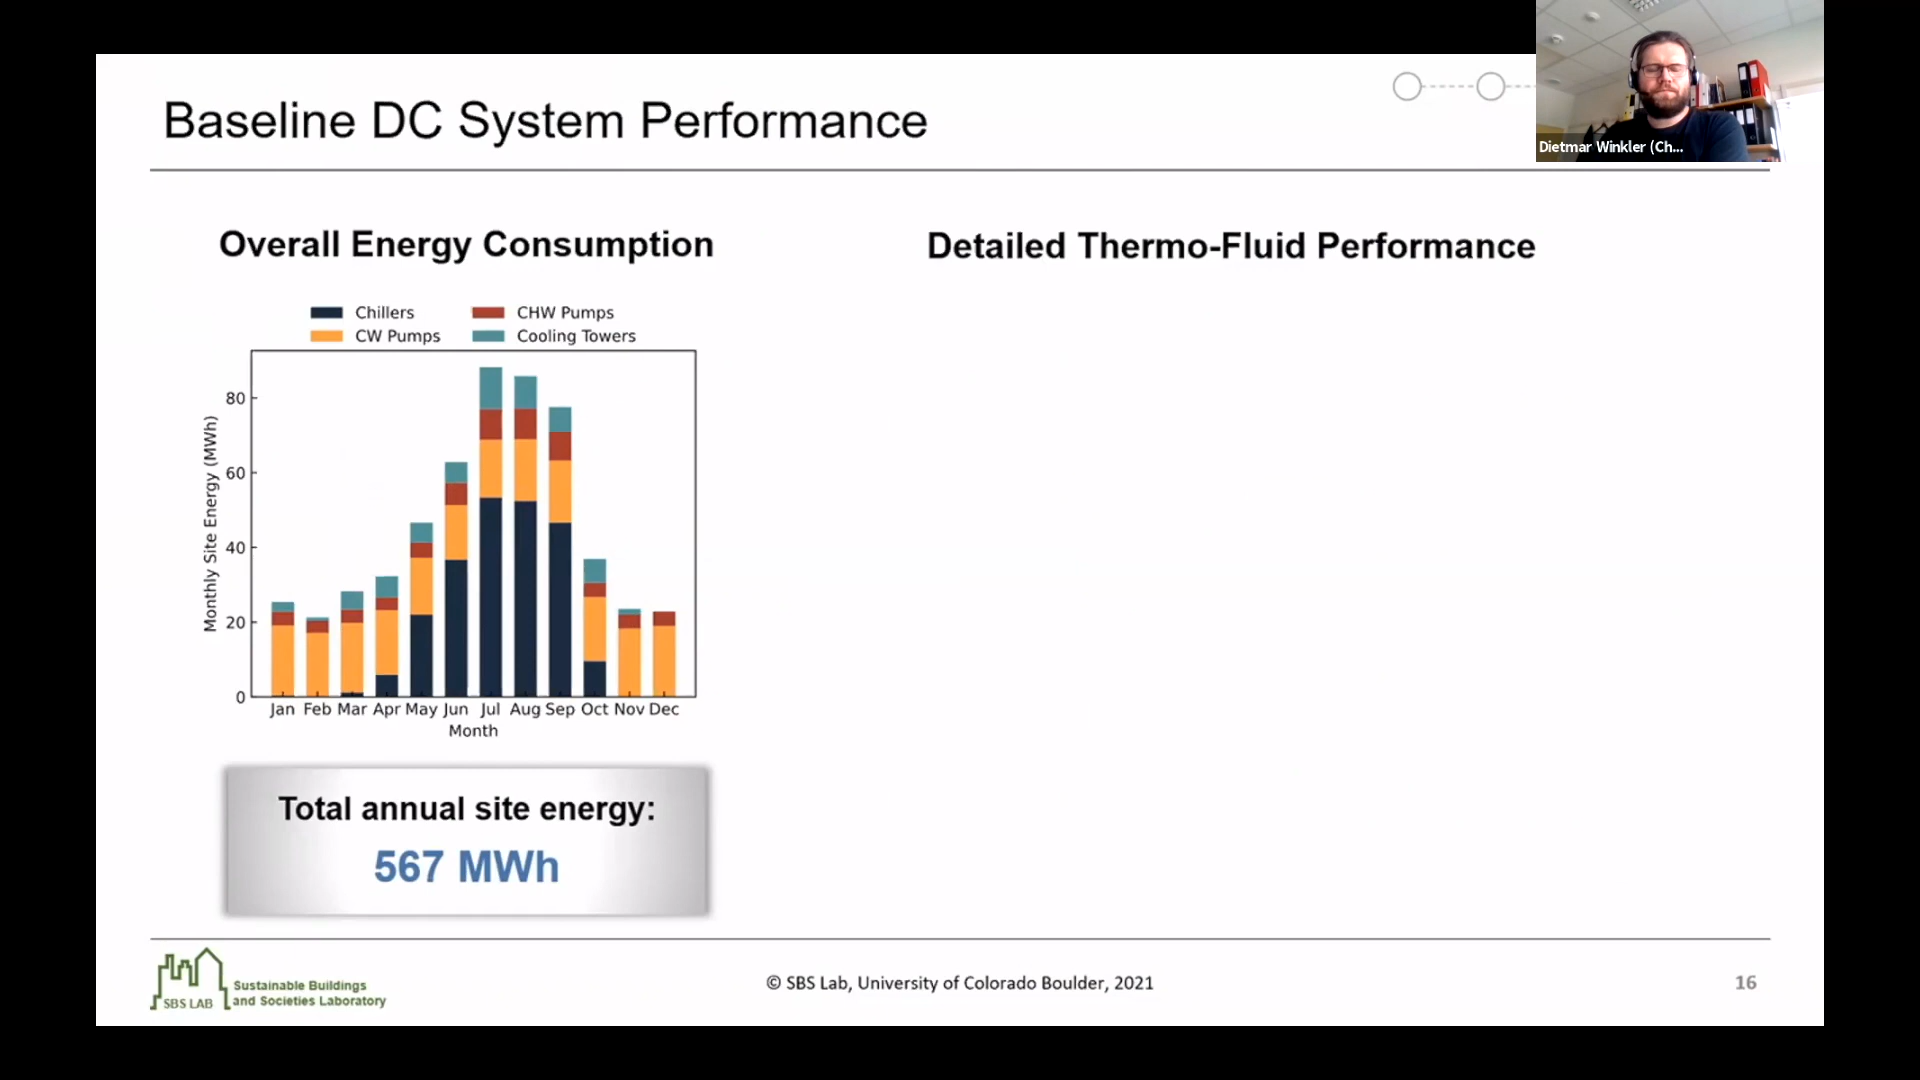 Baseline DC System Performance
Dietmar Winkler (Ch...
Overall Energy Consumption
Detailed Thermo-Fluid Performance
Chillers
CHW Pumps
CW Pumps
Cooling Towers
Monthly Site Energy (MWh)
80
60
40
20
0
Jan Feb Mar Apr May Jun Jul Aug Sep Oct Nov Dec
Month
Total annual site energy:
567 MWh
SBS LAB
Sustainable Buildings
and Societies Laboratory
© SBS Lab, University of Colorado Boulder, 2021
16